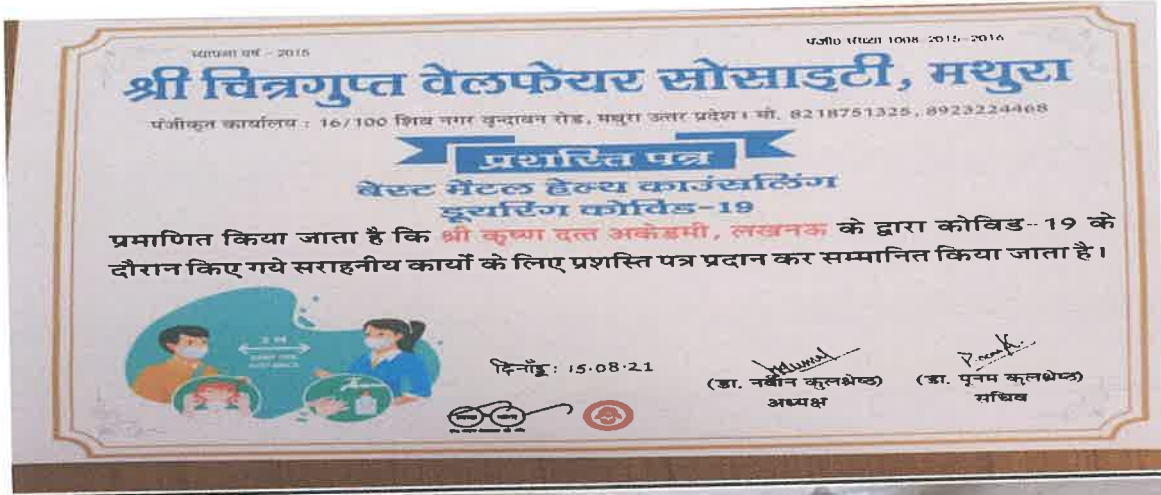 स्थापना वर्ष - 2015
पंजी० संख्या 1008 2015-2016
श्री चित्रगुप्त वेलफेयर सोसाइटी, मथुरा
पंजीकृत कार्यालय : 16/100 शिव नगर वृन्दावन रोड, मथुरा उत्तर प्रदेश। मो. 8218751325, 8923224468
प्रशस्ति पत्र
बेस्ट मेंटल हेल्थ काउंसलिंग
ड्यूरिंग कोविड-19
प्रमाणित किया जाता है कि श्री कृष्ण दत्त अकेडमी, लखनऊ के द्वारा कोविड-19 के
दौरान किए गये सराहनीय कार्यों के लिए प्रशस्ति पत्र प्रदान कर सम्मानित किया जाता है।
दिनाँक : 15.08.21
(डा. नवीन कुलश्रेष्ठ)
अध्यक्ष
(डा. पूनम कुलश्रेष्ठ)
सचिव